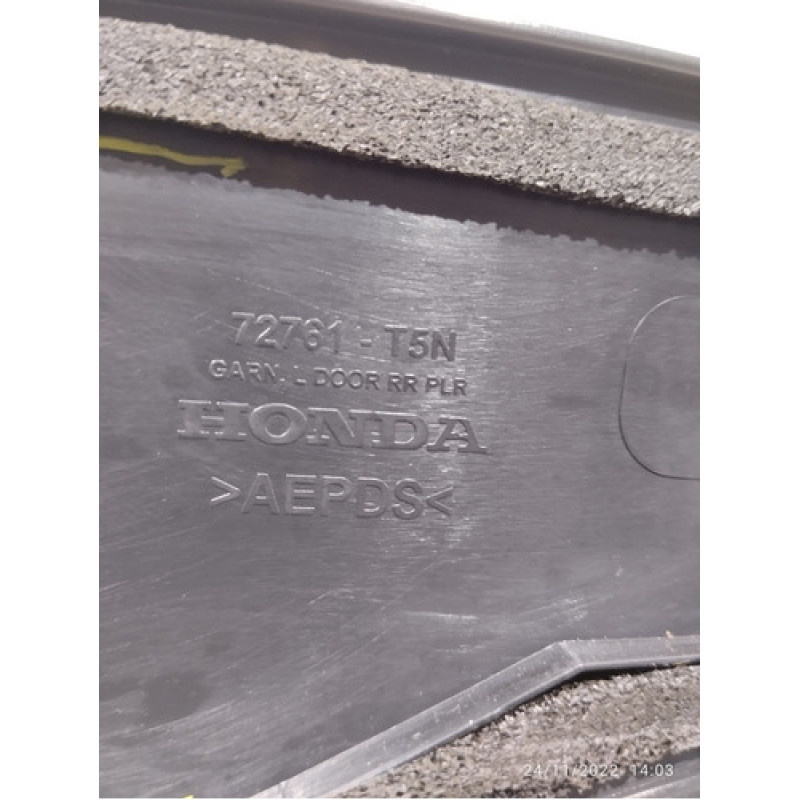 72761-T5N
GARN, L DOOR RR PLR
HONDA
>AEPDS<
24/11/2022 14:03